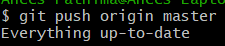 $ git push origin master
Everything up-to-date